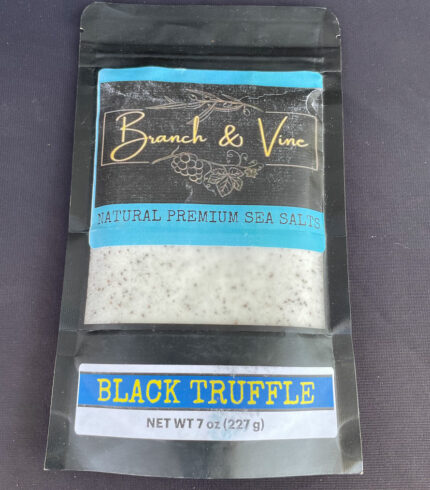 Branch & Vine
NATURAL PREMIUM SEA SALTS
BLACK TRUFFLE
NET WT 7 oz (227 g)